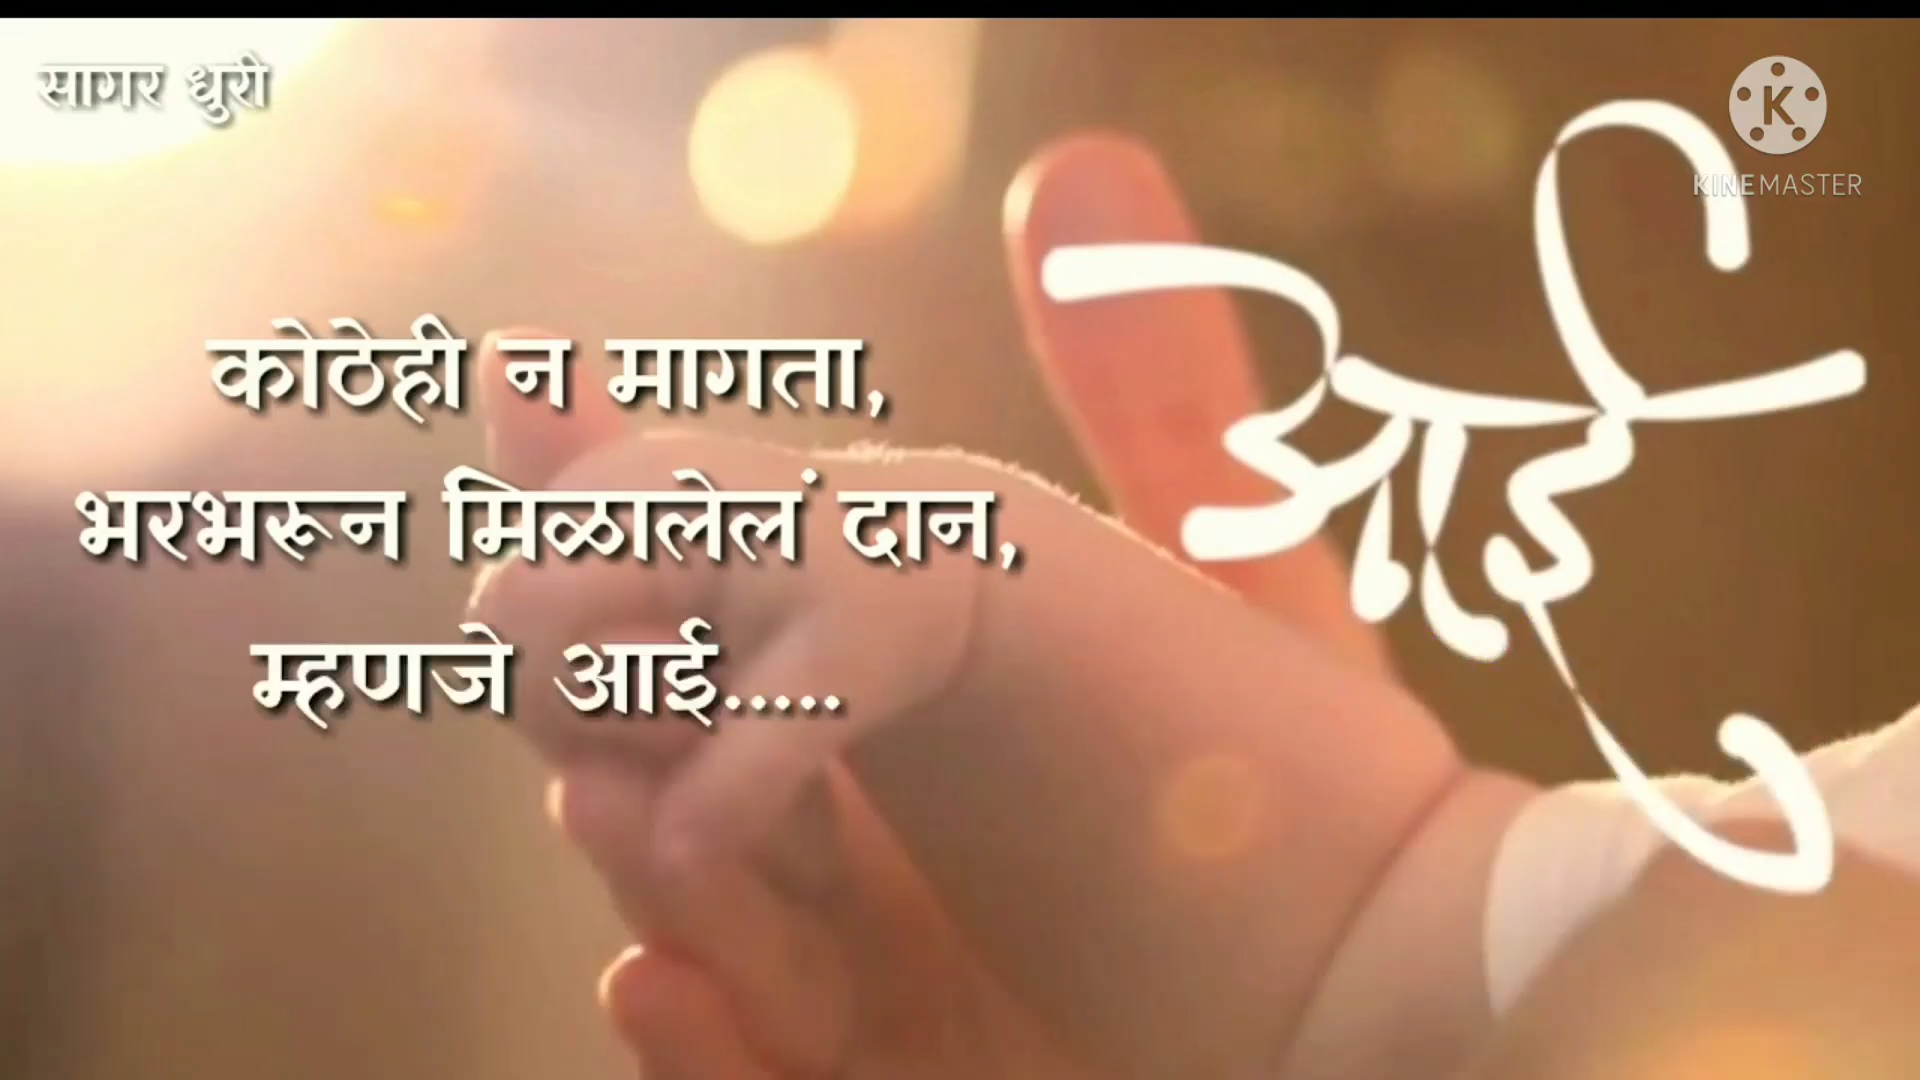 सागर धुरी
KINEMASTER
कोठेही न मागता,
भरभरून मिळालेलं दान,
म्हणजे आई.....
आई